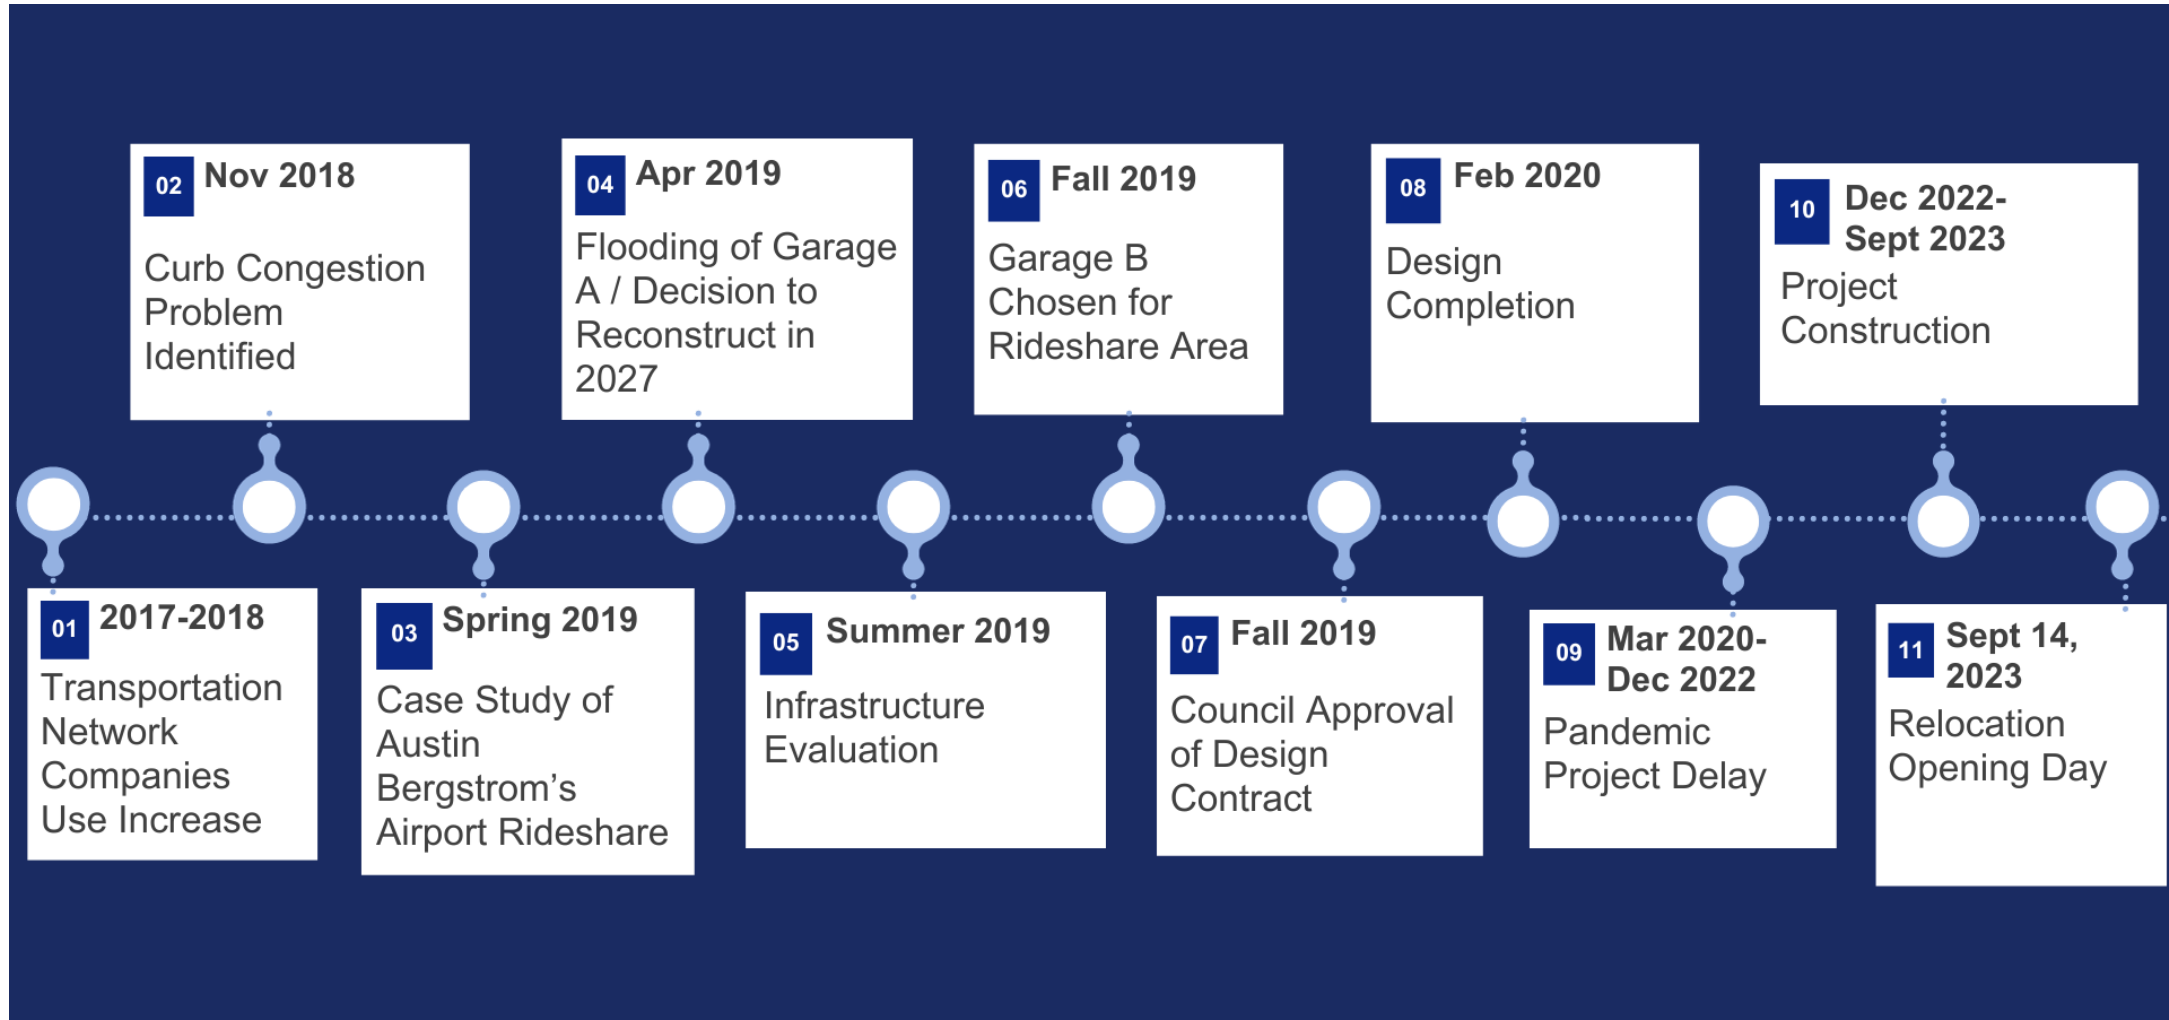 01
2017-2018
Transportation
Network
Companies
Use Increase
02
Nov 2018
Curb Congestion
Problem
Identified
03
Spring 2019
Case Study of
Austin
Bergstrom’s
Airport Rideshare
04
Apr 2019
Flooding of Garage
A / Decision to
Reconstruct in
2027
05
Summer 2019
Infrastructure
Evaluation
06
Fall 2019
Garage B
Chosen for
Rideshare Area
07
Fall 2019
Council Approval
of Design
Contract
08
Feb 2020
Design
Completion
09
Mar 2020-
Dec 2022
Pandemic
Project Delay
10
Dec 2022-
Sept 2023
Project
Construction
11
Sept 14,
2023
Relocation
Opening Day